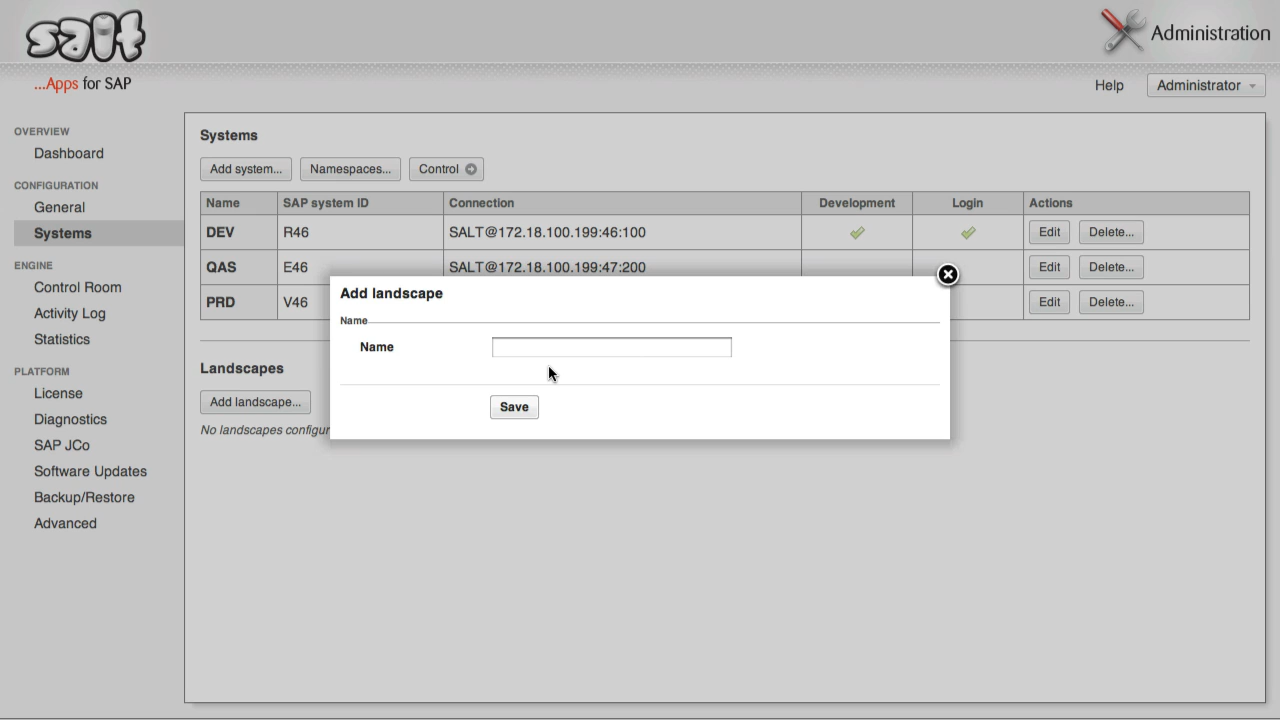 salt
...Apps for SAP
Administration
Help
Administrator
OVERVIEW
Dashboard
CONFIGURATION
General
Systems
ENGINE
Control Room
Activity Log
Statistics
PLATFORM
License
Diagnostics
SAP JCo
Software Updates
Backup/Restore
Advanced
Systems
Add system... Namespaces... Control
Name SAP system ID Connection Development Login Actions
DEV R46 SALT@172.18.100.199:46:100 Edit Delete...
QAS E46 SALT@172.18.100.199:47:200 Edit Delete...
PRD V46 Edit Delete...
Landscapes
Add landscape...
No landscapes configur
Add landscape
Name
Name
Save